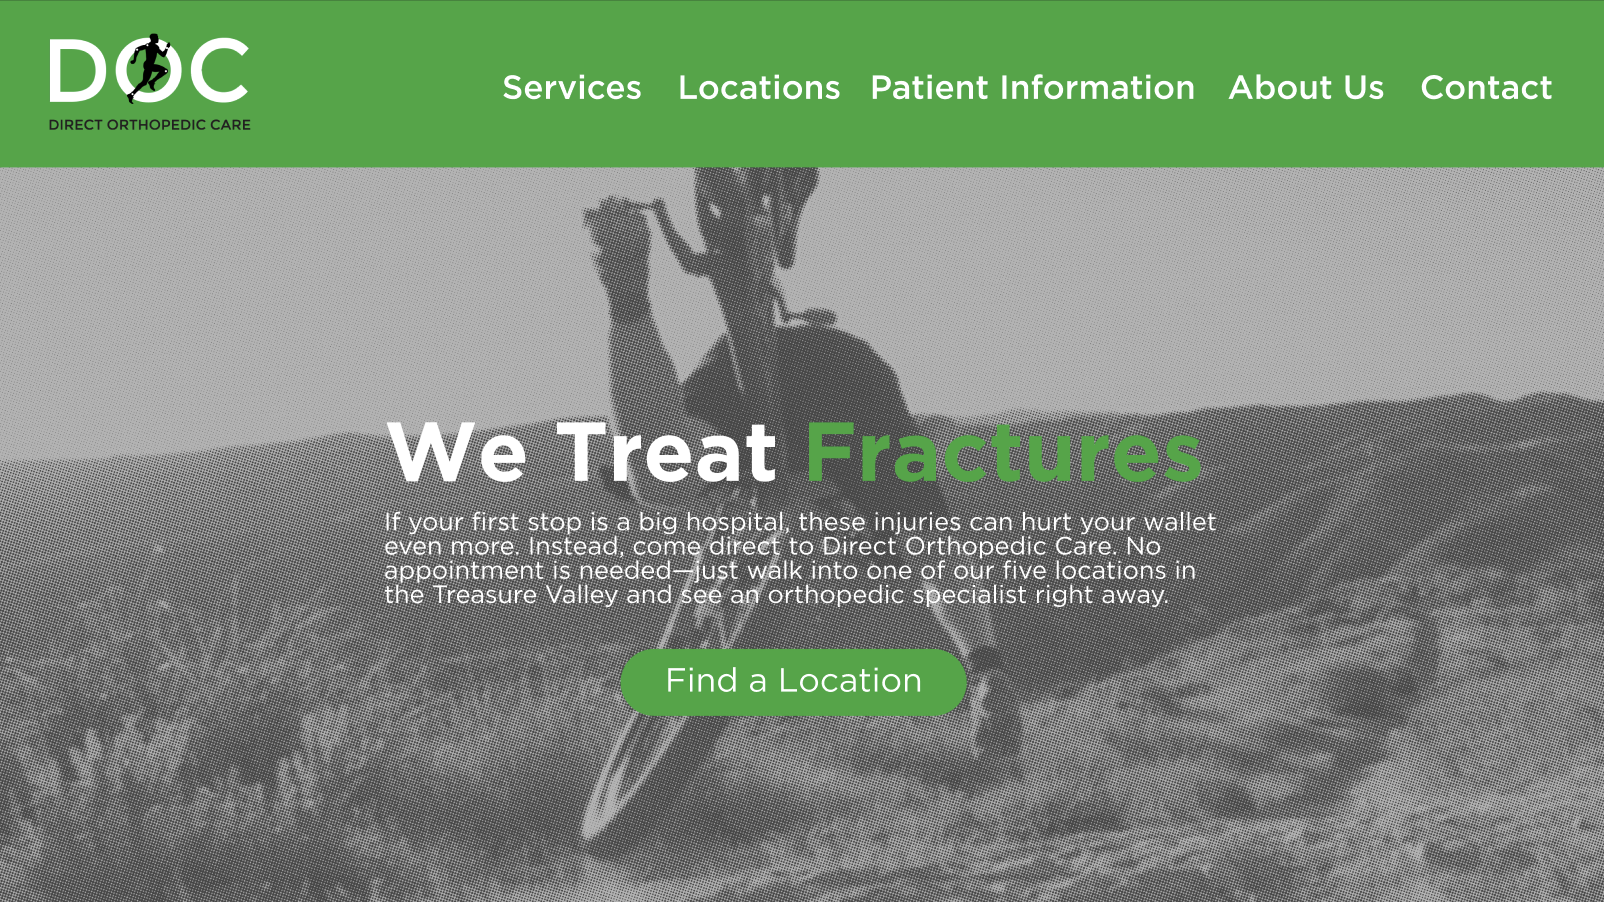 DOC
DIRECT ORTHOPEDIC CARE
Services Locations Patient Information About Us Contact
We Treat Fractures
If your first stop is a big hospital, these injuries can hurt your wallet
even more. Instead, come direct to Direct Orthopedic Care. No
appointment is needed—just walk into one of our five locations in
the Treasure Valley and see an orthopedic specialist right away.
Find a Location